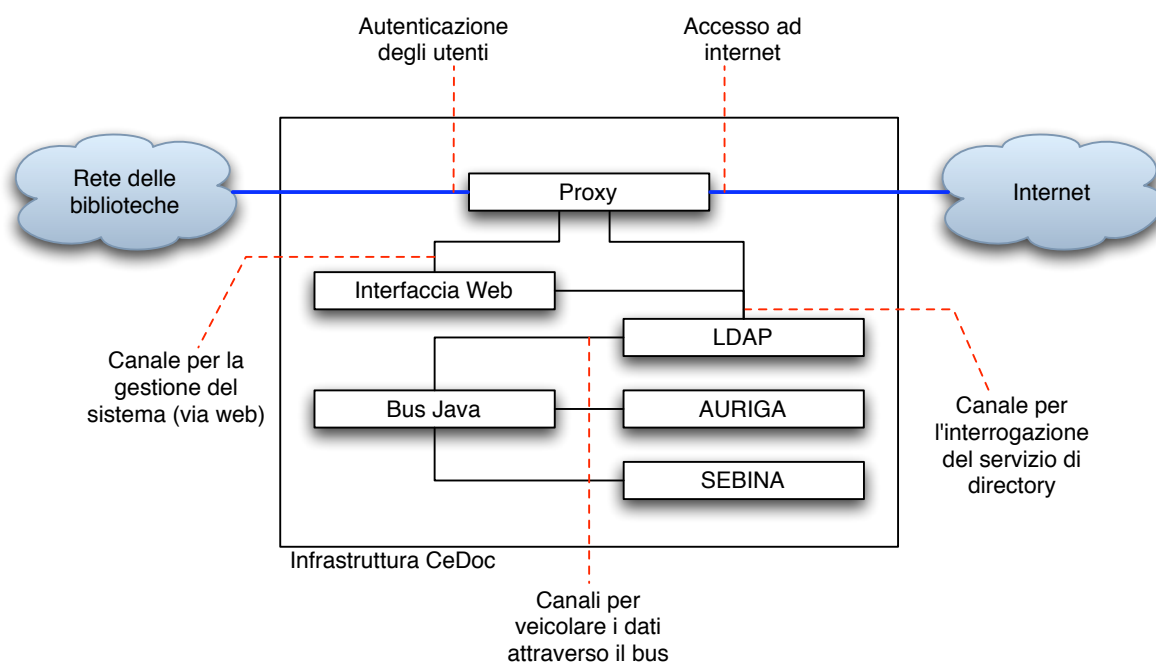 Autenticazione
degli utenti
Accesso ad
internet
Rete delle
biblioteche
Proxy
Internet
Interfaccia Web
LDAP
Canale per la
gestione del
sistema (via web)
Bus Java
AURIGA
Canale per
l'interrogazione
del servizio di
directory
SEBINA
Infrastruttura CeDoc
Canali per
veicolare i dati
attraverso il bus